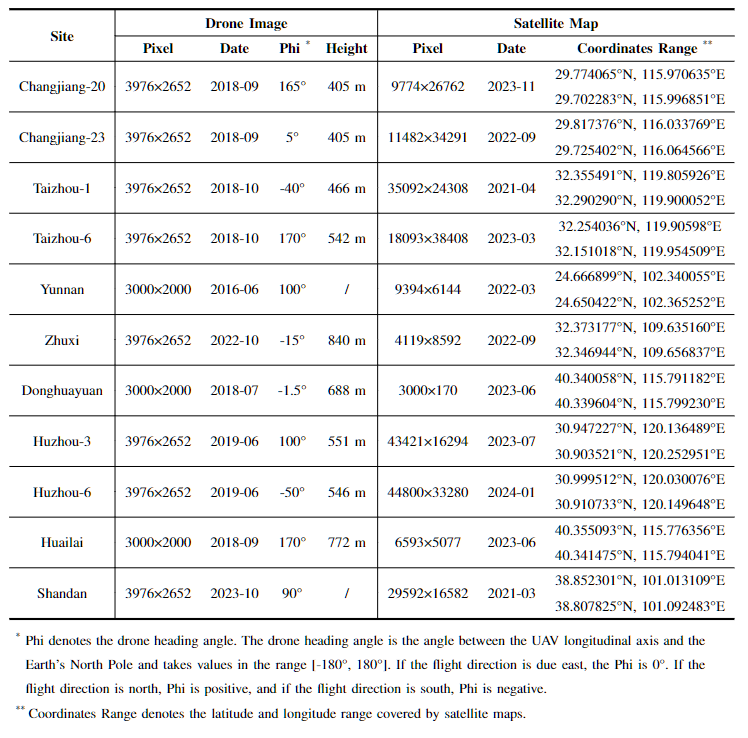 Site Drone Image Satellite Map
Pixel Date Phi * Height Pixel Date Coordinates Range **
Changjiang-20 3976×2652 2018-09 165° 405 m 9774×26762 2023-11 29.774065°N, 115.970635°E
29.702283°N, 115.996851°E
Changjiang-23 3976×2652 2018-09 5° 405 m 11482×34291 2022-09 29.817376°N, 116.033769°E
29.725402°N, 116.064566°E
Taizhou-1 3976×2652 2018-10 -40° 466 m 35092×24308 2021-04 32.355491°N, 119.805926°E
32.290290°N, 119.900052°E
Taizhou-6 3976×2652 2018-10 170° 542 m 18093×38408 2023-03 32.254036°N, 119.90598°E
32.151018°N, 119.954509°E
Yunnan 3000×2000 2016-06 100° / 9394×6144 2022-03 24.666899°N, 102.340055°E
24.650422°N, 102.365252°E
Zhuxi 3976×2652 2022-10 -15° 840 m 4119×8592 2022-09 32.373177°N, 109.635160°E
32.346944°N, 109.656837°E
Donghuayuan 3000×2000 2018-07 -1.5° 688 m 3000×170 2023-06 40.340058°N, 115.791182°E
40.339604°N, 115.799230°E
Huzhou-3 3976×2652 2019-06 100° 551 m 43421×16294 2023-07 30.947227°N, 120.136489°E
30.903521°N, 120.252951°E
Huzhou-6 3976×2652 2019-06 -50° 546 m 44800×33280 2024-01 30.999512°N, 120.030076°E
30.910733°N, 120.149648°E
Huailai 3000×2000 2018-09 170° 772 m 6593×5077 2023-06 40.355093°N, 115.776356°E
40.341475°N, 115.794041°E
Shandan 3976×2652 2023-10 90° / 29592×16582 2021-03 38.852301°N, 101.013109°E
38.807825°N, 101.092483°E
* Phi denotes the drone heading angle. The drone heading angle is the angle between the UAV longitudinal axis and the
Earth's North Pole and takes values in the range [-180°, 180°]. If the flight direction is due east, the Phi is 0°. If the
flight direction is north, Phi is positive, and if the flight direction is south, Phi is negative.
** Coordinates Range denotes the latitude and longitude range covered by satellite maps.